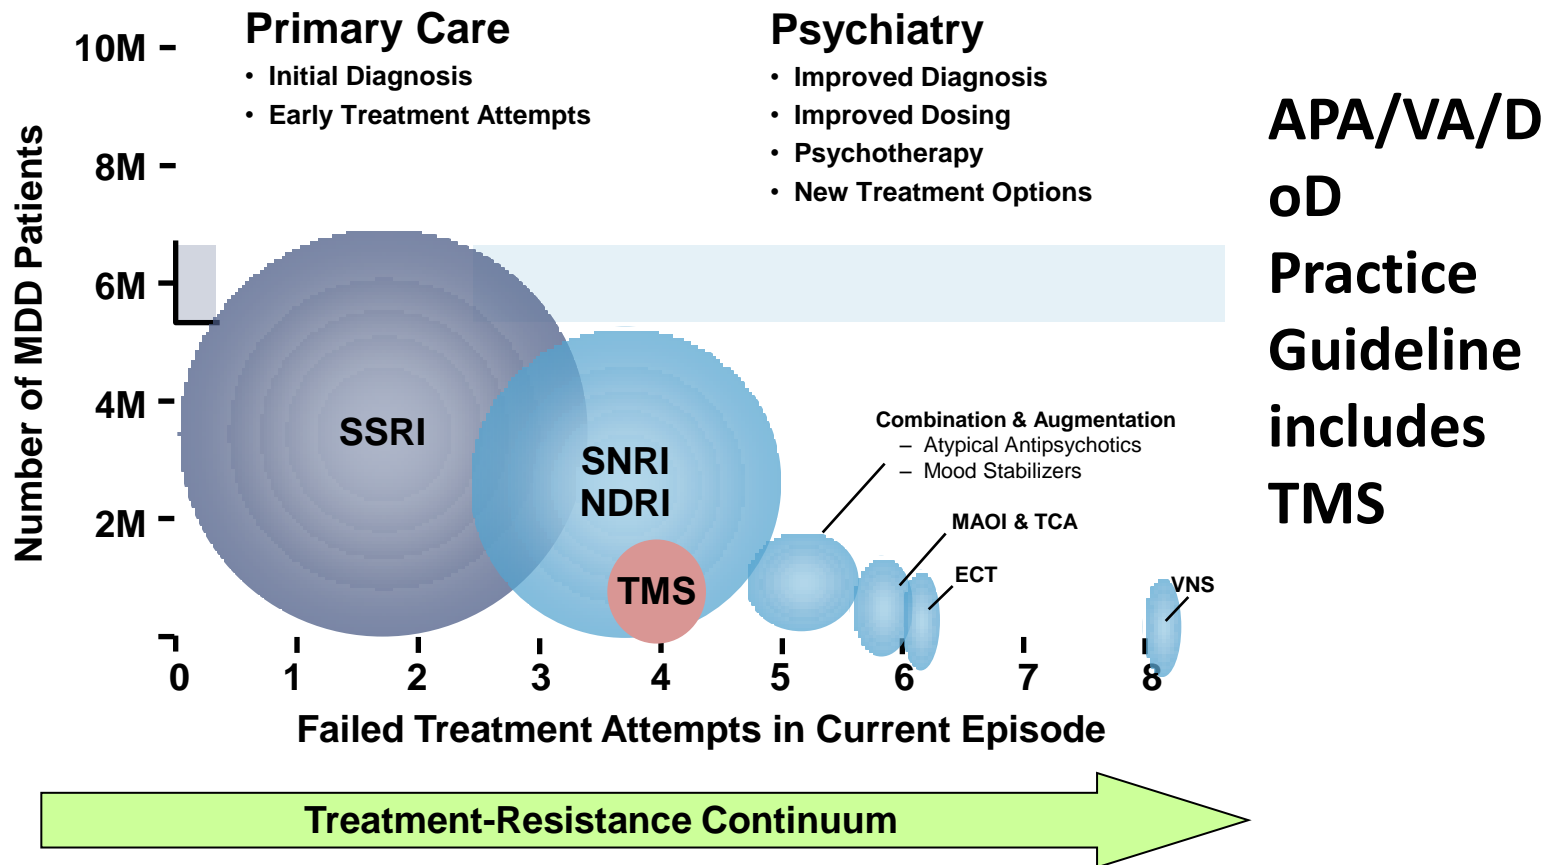 Primary Care
• Initial Diagnosis
• Early Treatment Attempts
Psychiatry
• Improved Diagnosis
• Improved Dosing
• Psychotherapy
• New Treatment Options
APA/VA/D
oD
Practice
Guideline
includes
TMS
Number of MDD Patients
10M
8M
6M
4M
2M
SSRI
SNRI
NDRI
TMS
Combination & Augmentation
– Atypical Antipsychotics
– Mood Stabilizers
MAOI & TCA
ECT
VNS
0 1 2 3 4 5 6 7 8
Failed Treatment Attempts in Current Episode
Treatment-Resistance Continuum